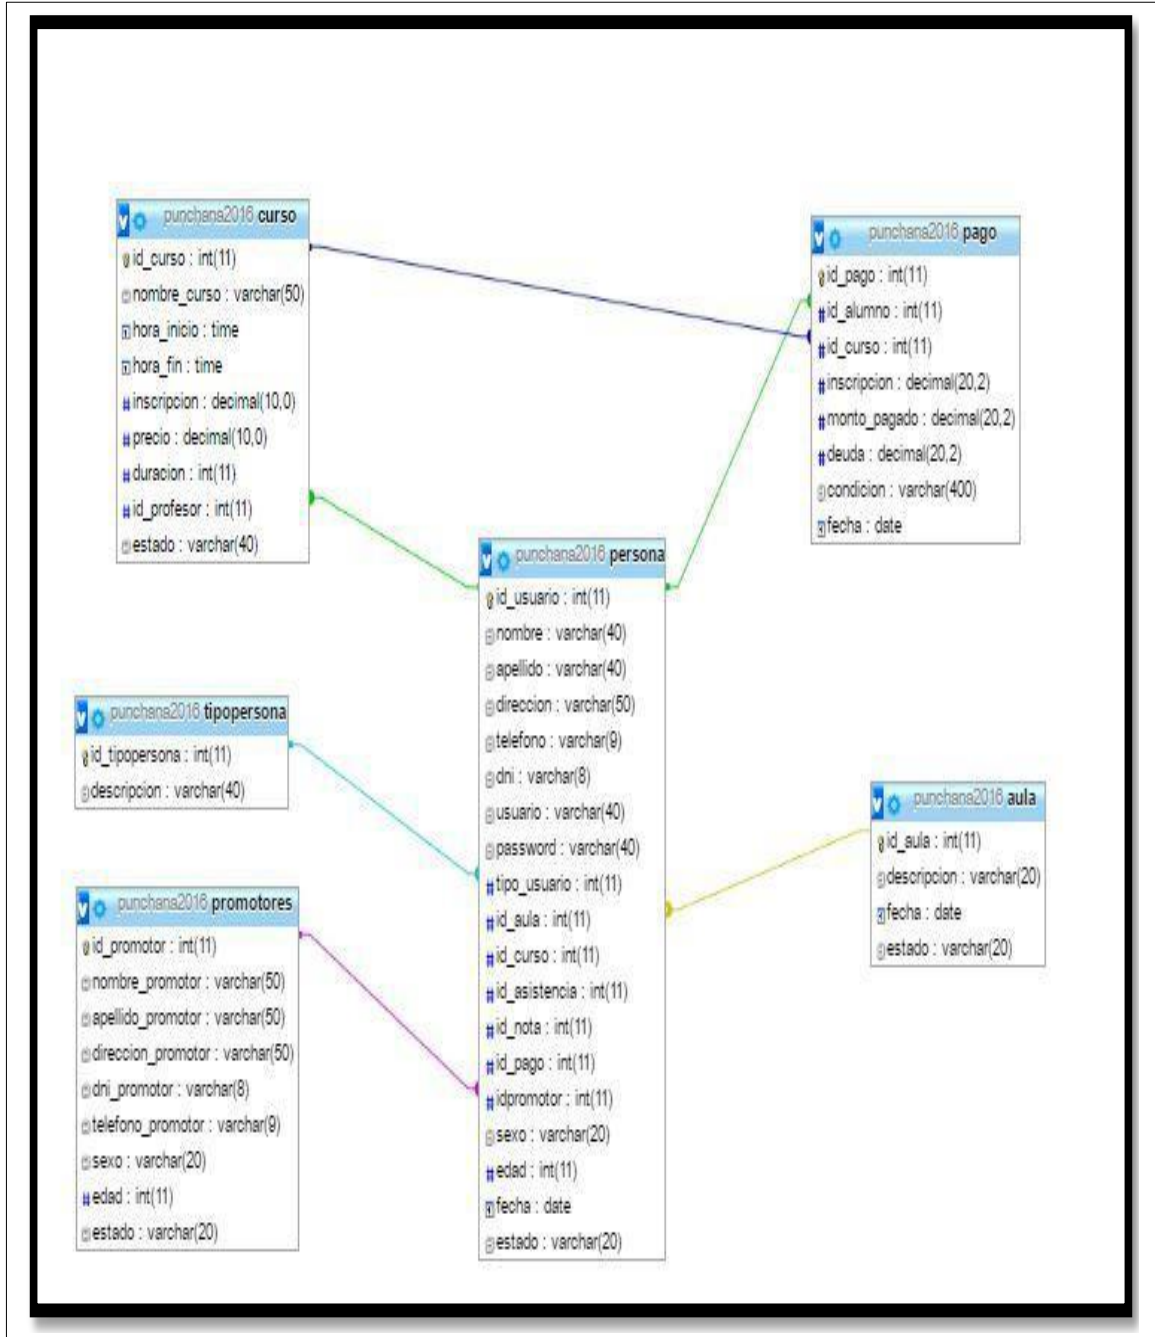 punchana2016 curso
id_curso : int(11)
nombre_curso : varchar(50)
hora_inicio : time
hora_fin : time
inscripcion : decimal(10,0)
precio : decimal(10,0)
duracion : int(11)
id_profesor : int(11)
estado : varchar(40)
punchana2016 pago
id_pago : int(11)
id_alumno : int(11)
id_curso : int(11)
inscripcion : decimal(20,2)
monto_pagado : decimal(20,2)
deuda : decimal(20,2)
condicion : varchar(400)
fecha : date
punchana2016 persona
id_usuario : int(11)
nombre : varchar(40)
apellido : varchar(40)
direccion : varchar(50)
telefono : varchar(9)
dni : varchar(8)
usuario : varchar(40)
password : varchar(40)
tipo_usuario : int(11)
id_aula : int(11)
id_curso : int(11)
id_asistencia : int(11)
id_nota : int(11)
id_pago : int(11)
idpromotor : int(11)
sexo : varchar(20)
edad : int(11)
fecha : date
estado : varchar(20)
punchana2016 tipopersona
id_tipopersona : int(11)
descripcion : varchar(40)
punchana2016 promotores
id_promotor : int(11)
nombre_promotor : varchar(50)
apellido_promotor : varchar(50)
direccion_promotor : varchar(50)
dni_promotor : varchar(8)
telefono_promotor : varchar(9)
sexo : varchar(20)
edad : int(11)
estado : varchar(20)
punchana2016 aula
id_aula : int(11)
descripcion : varchar(20)
fecha : date
estado : varchar(20)